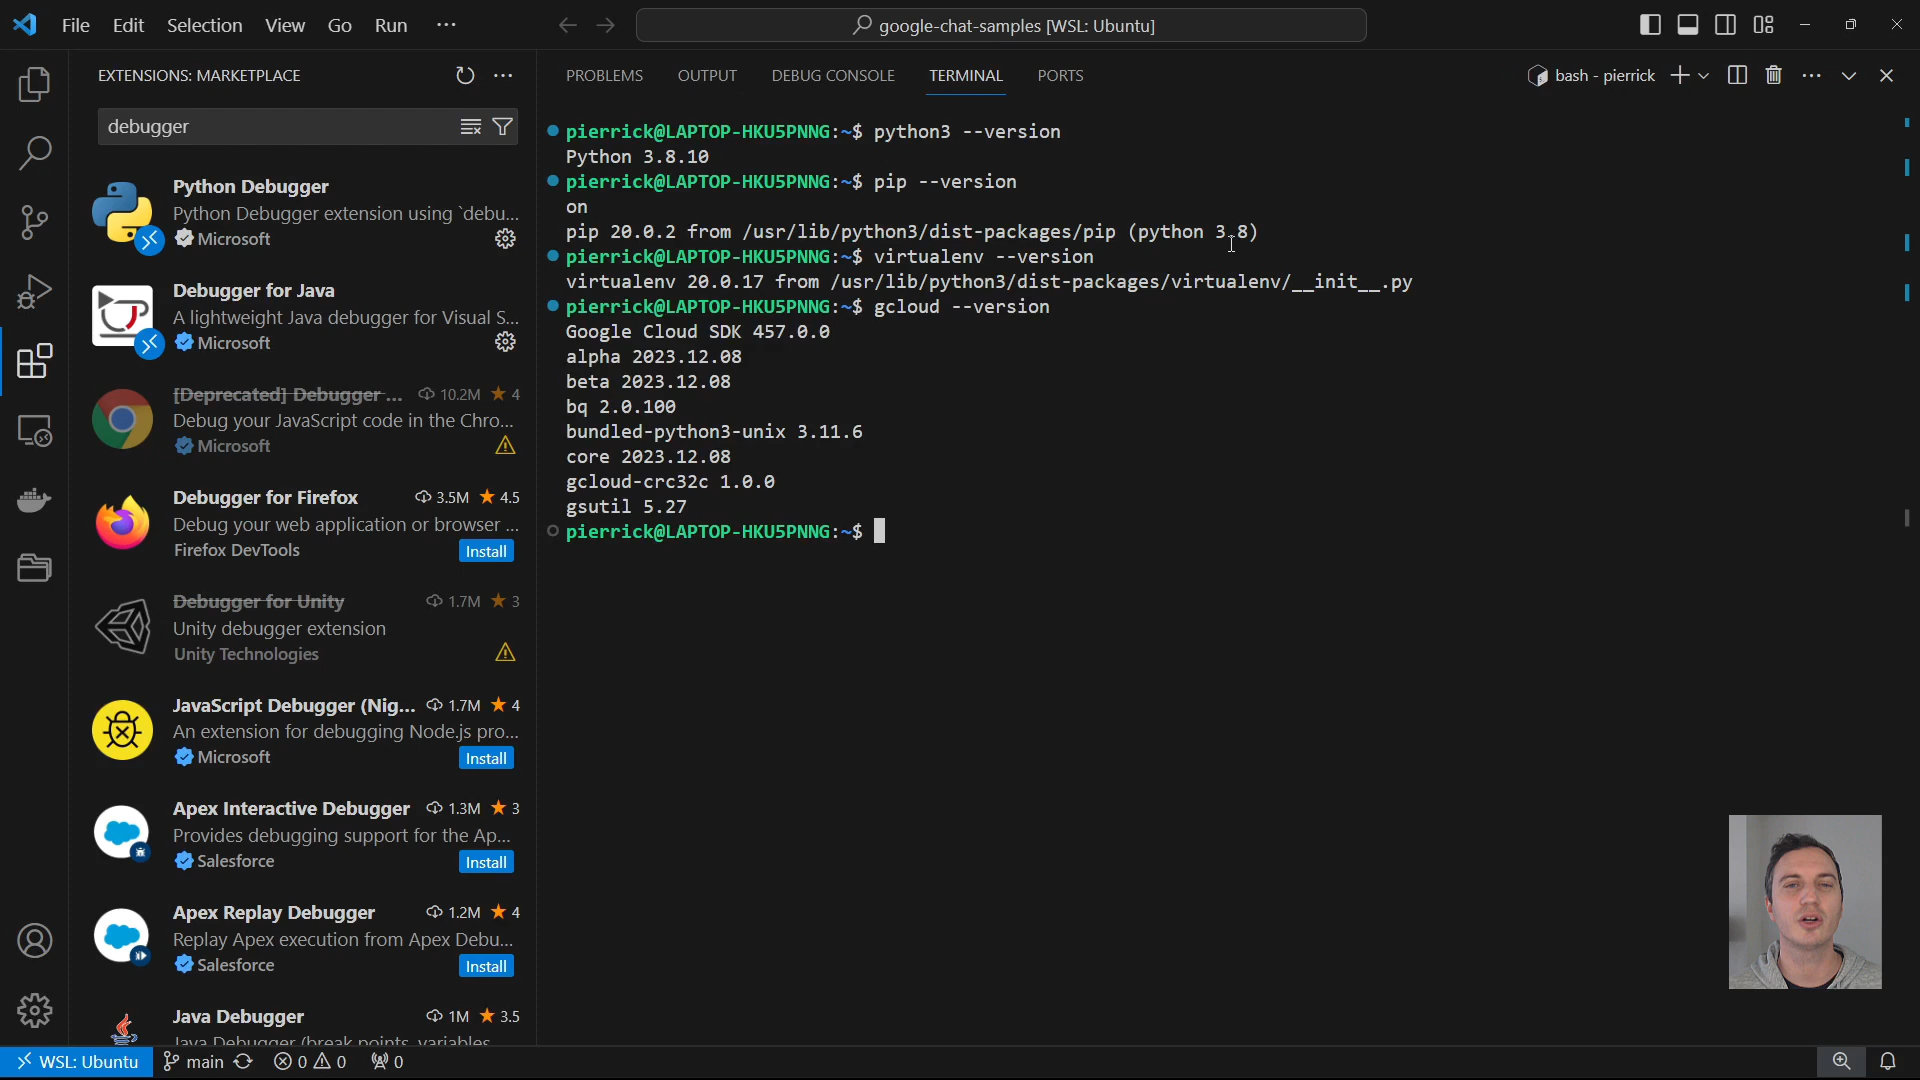 File Edit Selection View Go Run ···
google-chat-samples [WSL: Ubuntu]
EXTENSIONS: MARKETPLACE
debugger
Python Debugger
Python Debugger extension using `debu...
Microsoft
Debugger for Java
A lightweight Java debugger for Visual S...
Microsoft
[Deprecated] Debugger ... 10.2M 4
Debug your JavaScript code in the Chro...
Microsoft
Debugger for Firefox 3.5M 4.5
Debug your web application or browser ...
Firefox DevTools Install
Debugger for Unity 1.7M 3
Unity debugger extension
Unity Technologies
JavaScript Debugger (Nig... 1.7M 4
An extension for debugging Node.js pro...
Microsoft Install
Apex Interactive Debugger 1.3M 3
Provides debugging support for the Ap...
Salesforce Install
Apex Replay Debugger 1.2M 4
Replay Apex execution from Apex Debu...
Salesforce Install
Java Debugger 1M 3.5
Java Debugger (break points, variables
PROBLEMS OUTPUT DEBUG CONSOLE TERMINAL PORTS
bash - pierrick
pierrick@LAPTOP-HKU5PNNG:~$ python3 --version
Python 3.8.10
pierrick@LAPTOP-HKU5PNNG:~$ pip --version
on
pip 20.0.2 from /usr/lib/python3/dist-packages/pip (python 3.8)
pierrick@LAPTOP-HKU5PNNG:~$ virtualenv --version
virtualenv 20.0.17 from /usr/lib/python3/dist-packages/virtualenv/__init__.py
pierrick@LAPTOP-HKU5PNNG:~$ gcloud --version
Google Cloud SDK 457.0.0
alpha 2023.12.08
beta 2023.12.08
bq 2.0.100
bundled-python3-unix 3.11.6
core 2023.12.08
gcloud-crc32c 1.0.0
gsutil 5.27
pierrick@LAPTOP-HKU5PNNG:~$
WSL: Ubuntu main 0 0 0